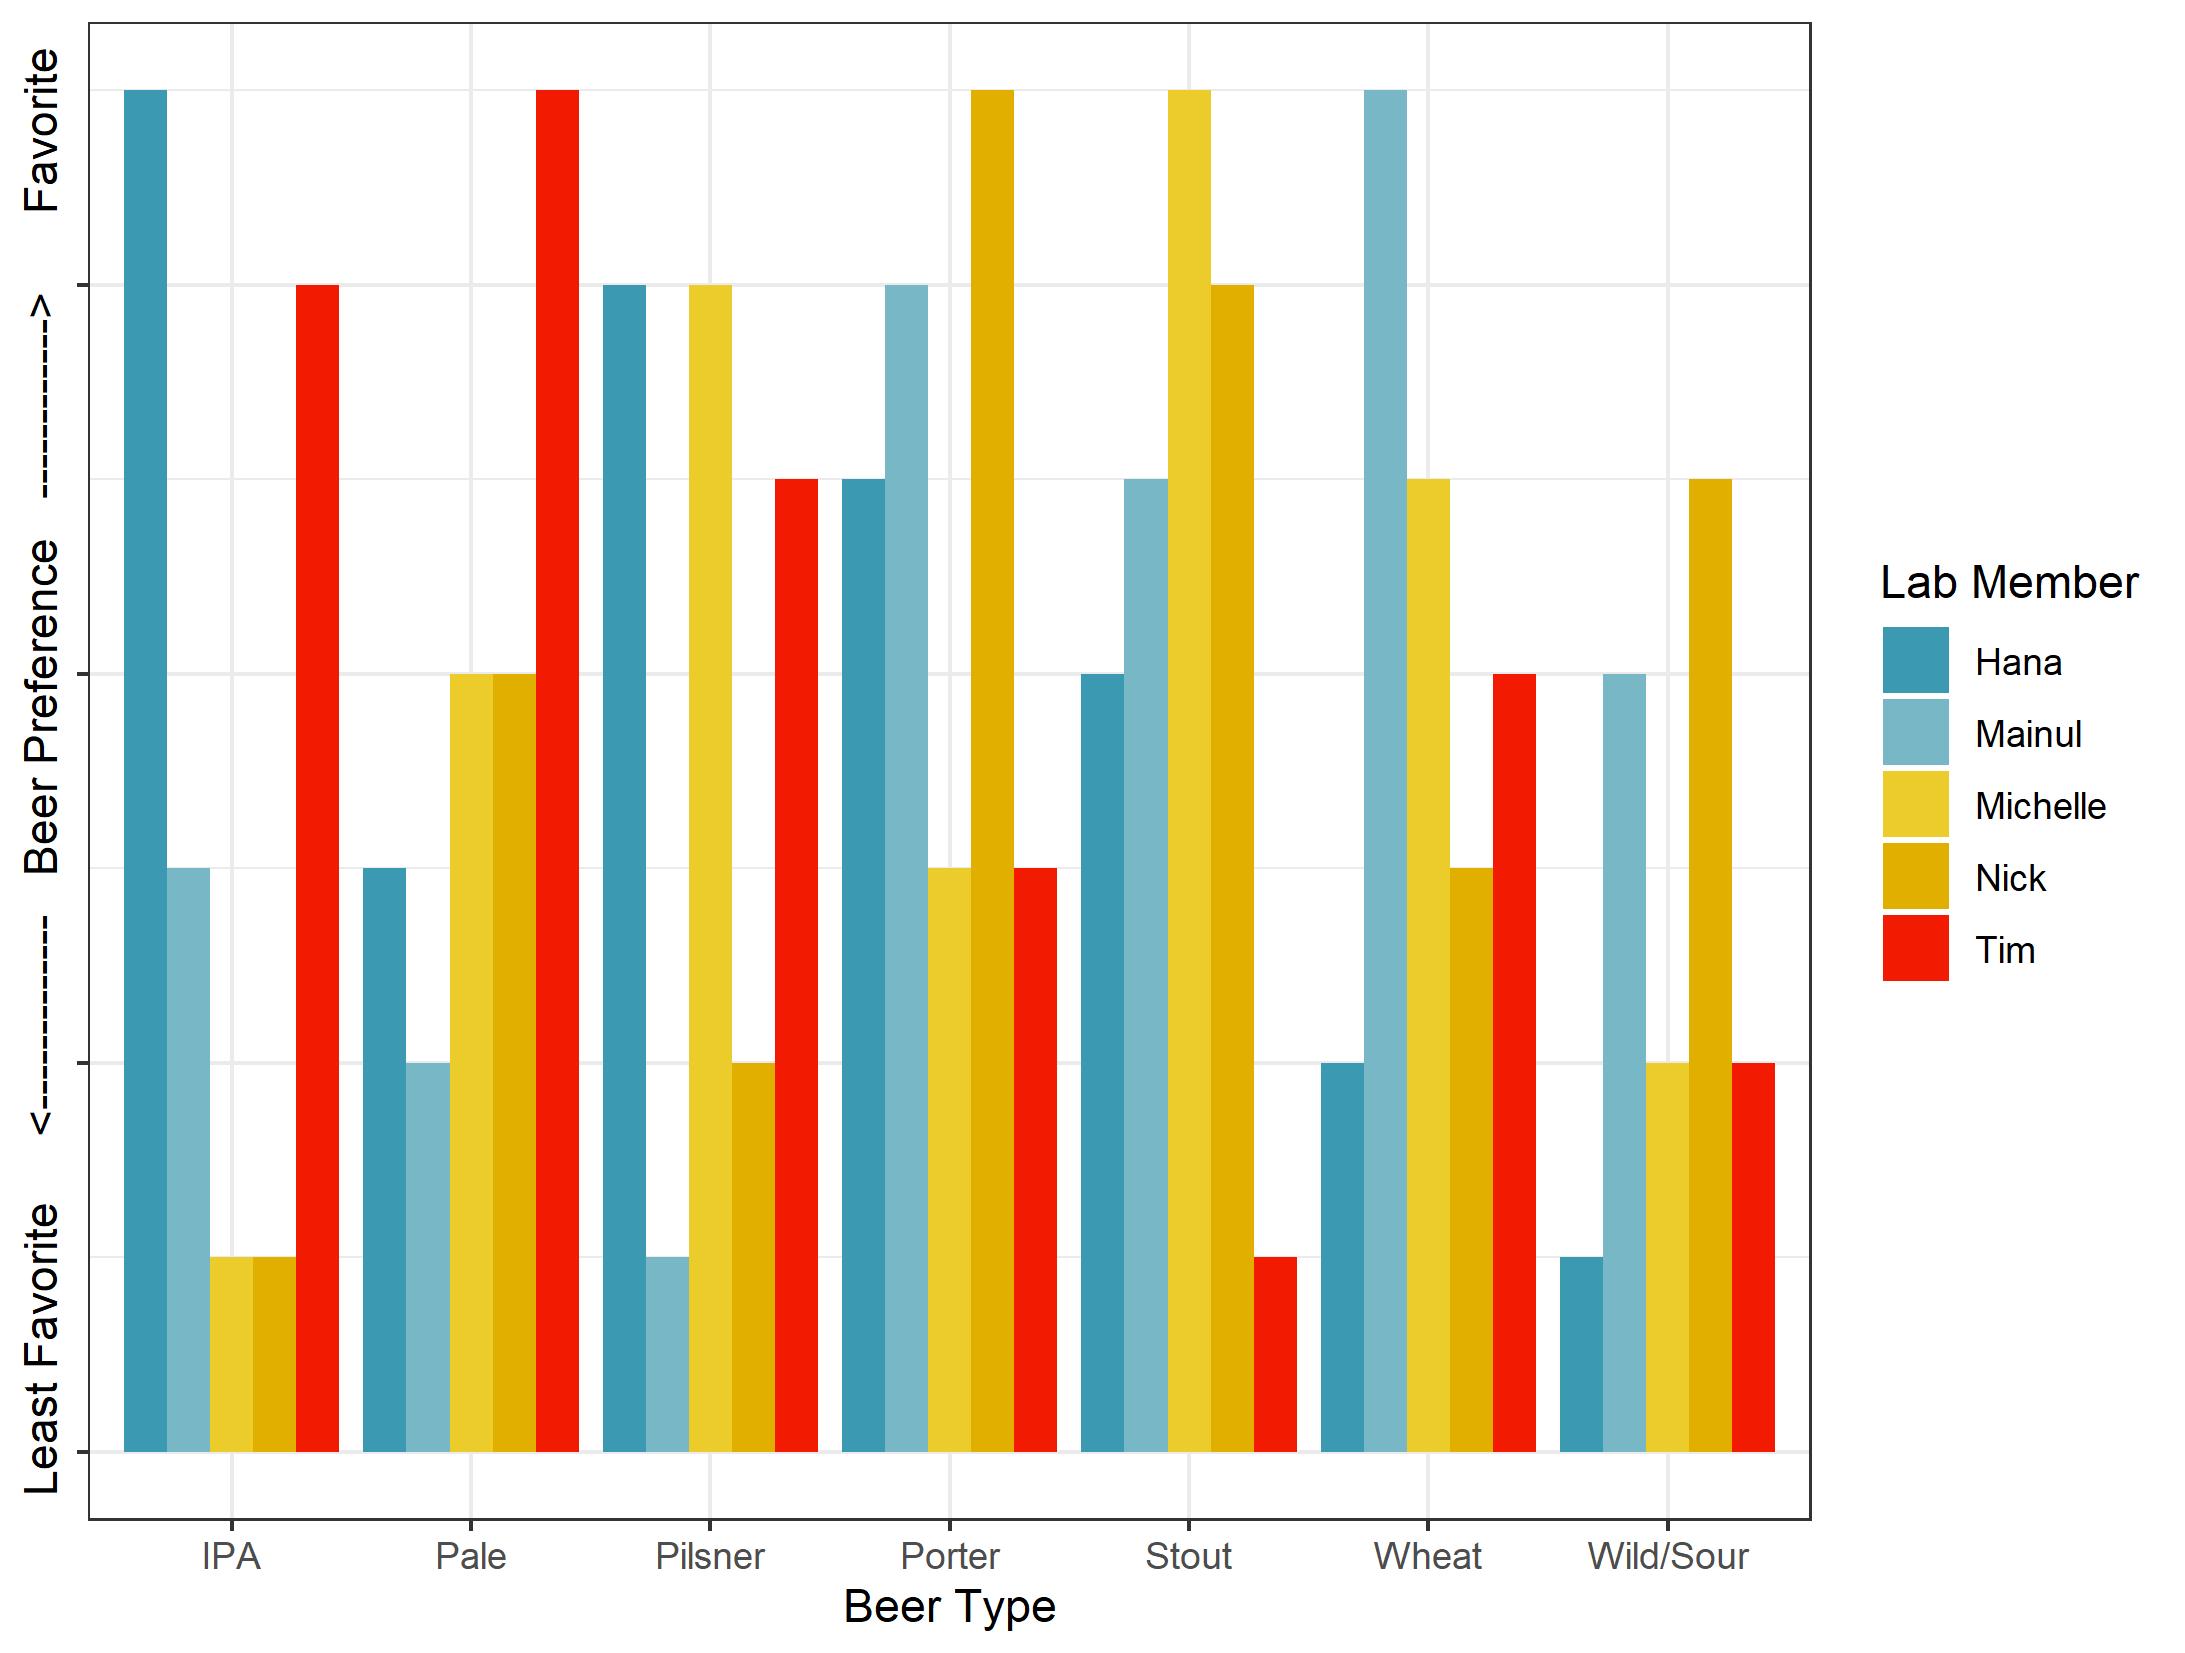 Least Favorite <------------ Beer Preference ------------> Favorite
IPA Pale Pilsner Porter Stout Wheat Wild/Sour
Beer Type
Lab Member
Hana
Mainul
Michelle
Nick
Tim